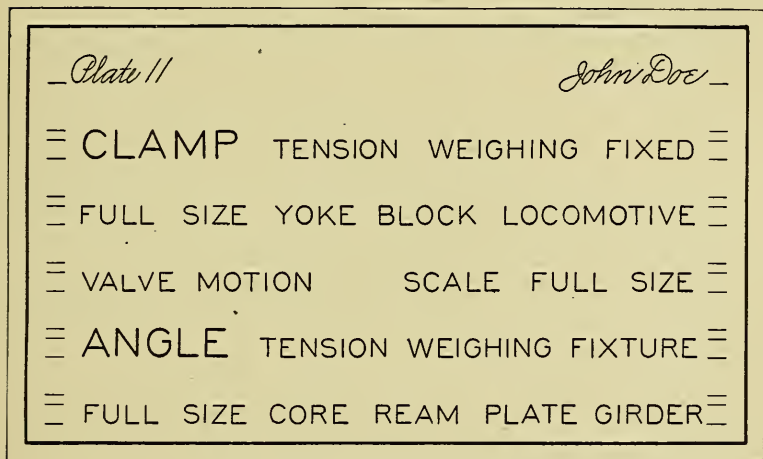 Plate 11 John Doe
CLAMP TENSION WEIGHING FIXED
FULL SIZE YOKE BLOCK LOCOMOTIVE
VALVE MOTION SCALE FULL SIZE
ANGLE TENSION WEIGHING FIXTURE
FULL SIZE CORE REAM PLATE GIRDER